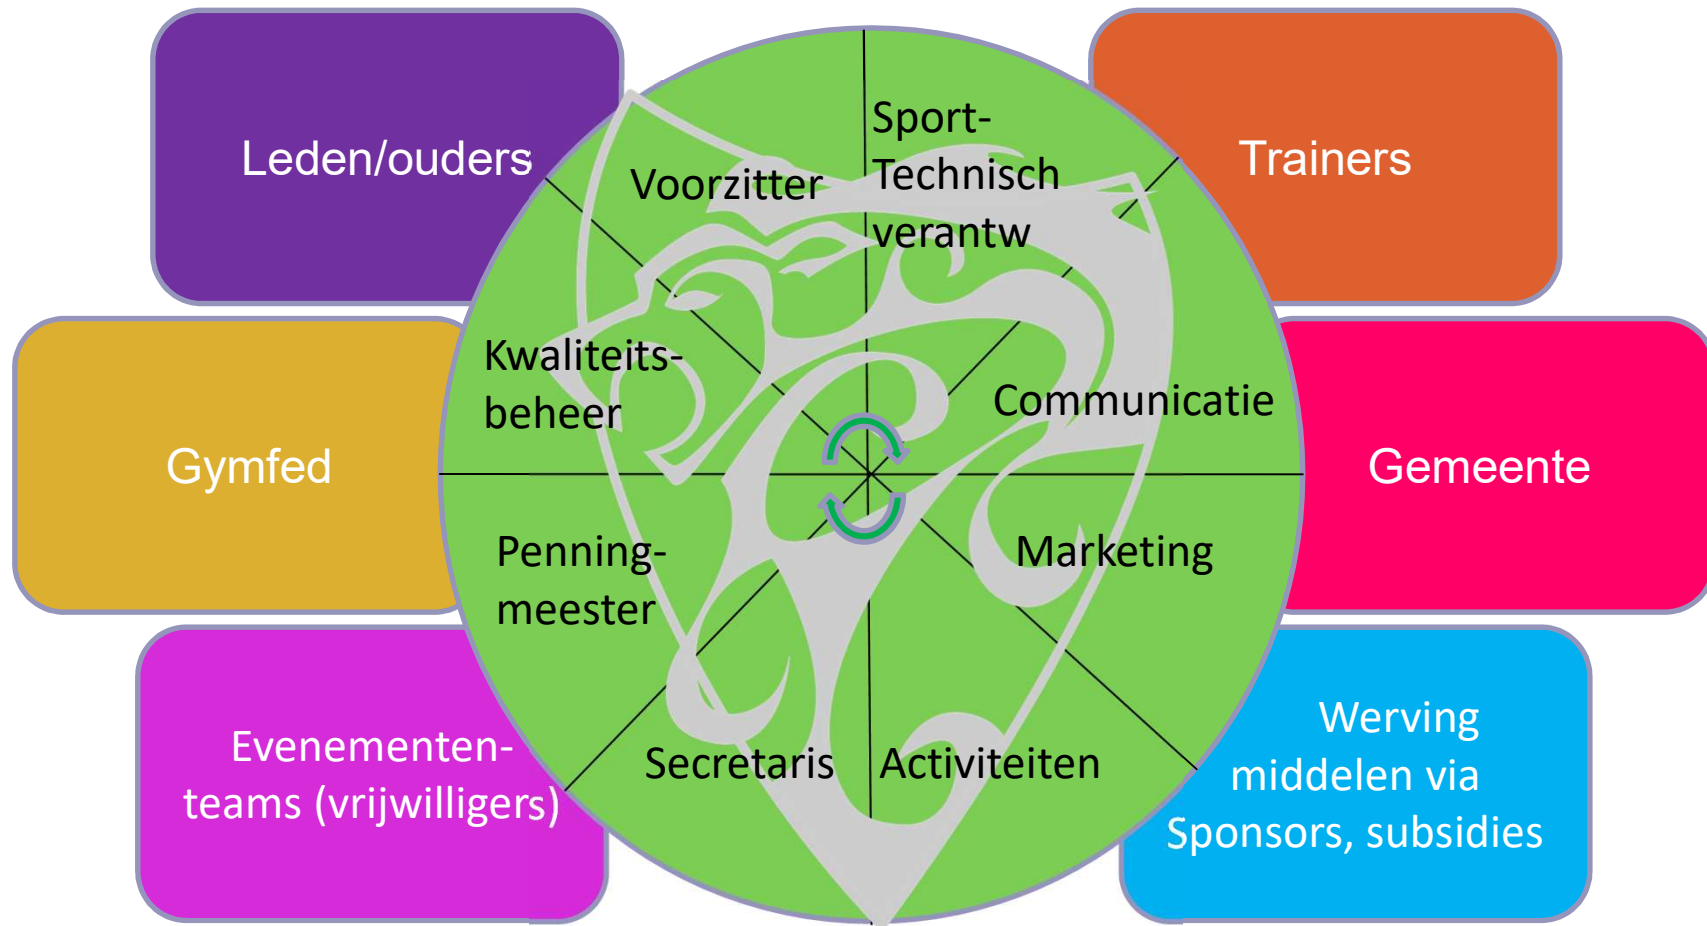 Leden/ouders
Voorzitter
Sport-
Technisch
verantw
Trainers
Kwaliteits-
beheer
Communicatie
Gymfed
Gemeente
Penning-
meester
Marketing
Evenementen-
teams (vrijwilligers)
Secretaris
Activiteiten
Werving
middelen via
Sponsors, subsidies